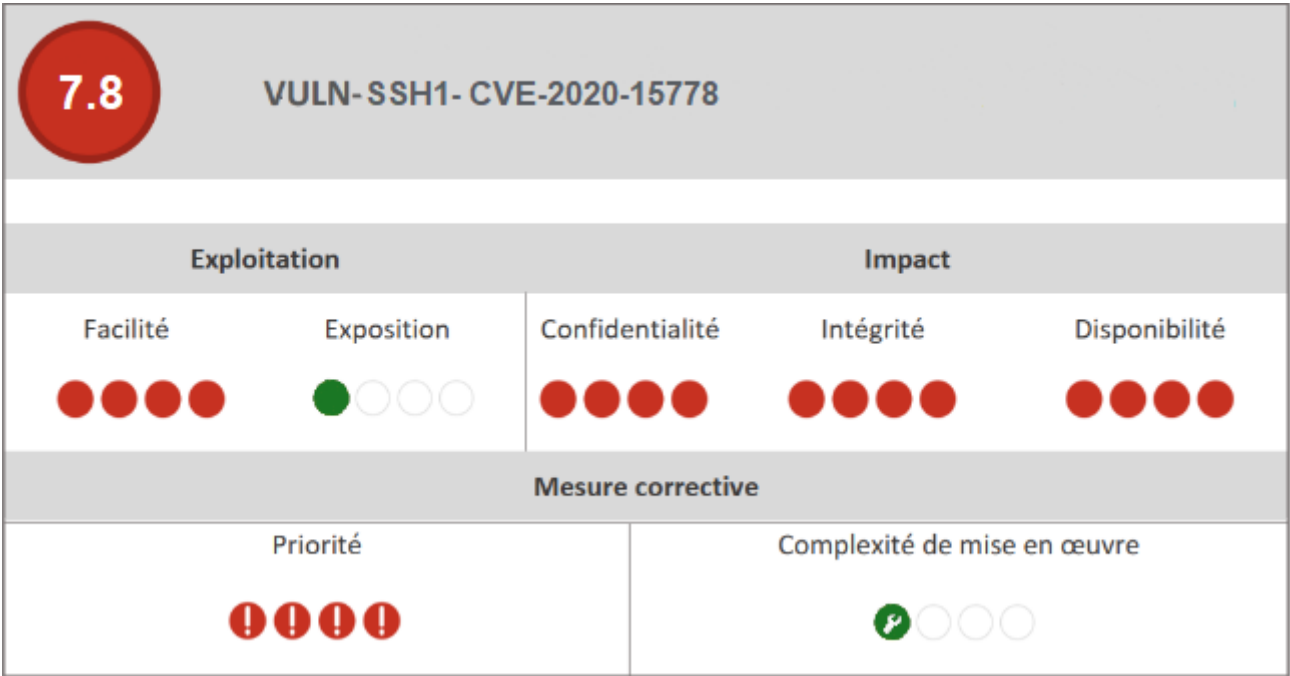 7.8
VULN-SSH1- CVE-2020-15778
Exploitation
Impact
Facilité
Exposition
Confidentialité
Intégrité
Disponibilité
Mesure corrective
Priorité
Complexité de mise en œuvre